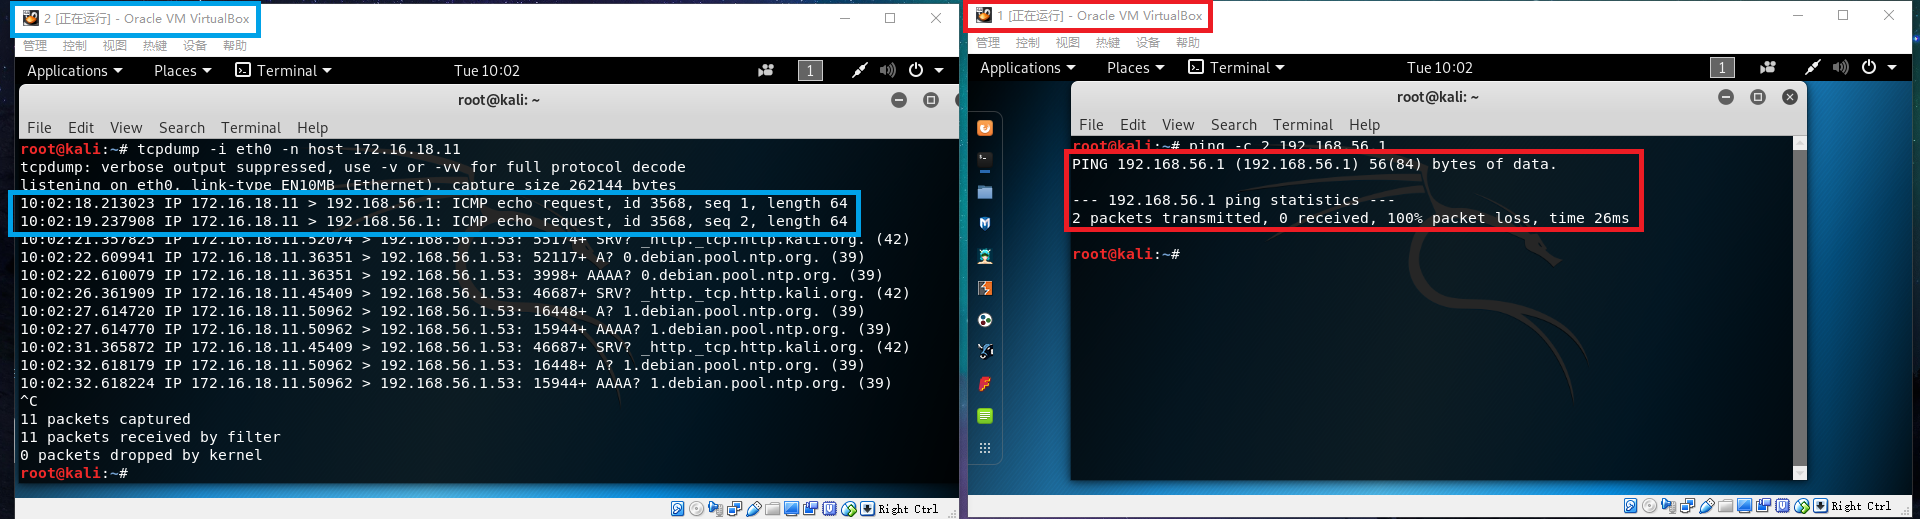 2 [正在运行] - Oracle VM VirtualBox
管理 控制 视图 热键 设备 帮助
Applications Places Terminal Tue 10:02 1
root@kali: ~
File Edit View Search Terminal Help
root@kali:~# tcpdump -i eth0 -n host 172.16.18.11
tcpdump: verbose output suppressed, use -v or -vv for full protocol decode
listening on eth0, link-type EN10MB (Ethernet), capture size 262144 bytes
10:02:18.213023 IP 172.16.18.11 > 192.168.56.1: ICMP echo request, id 3568, seq 1, length 64
10:02:19.237908 IP 172.16.18.11 > 192.168.56.1: ICMP echo request, id 3568, seq 2, length 64
10:02:21.357825 IP 172.16.18.11.52074 > 192.168.56.1.53: 55174+ SRV? _http._tcp.http.kali.org. (42)
10:02:22.609941 IP 172.16.18.11.36351 > 192.168.56.1.53: 52117+ A? 0.debian.pool.ntp.org. (39)
10:02:22.610079 IP 172.16.18.11.36351 > 192.168.56.1.53: 3998+ AAAA? 0.debian.pool.ntp.org. (39)
10:02:26.361909 IP 172.16.18.11.45409 > 192.168.56.1.53: 46687+ SRV? _http._tcp.http.kali.org. (42)
10:02:27.614720 IP 172.16.18.11.50962 > 192.168.56.1.53: 16448+ A? 1.debian.pool.ntp.org. (39)
10:02:27.614770 IP 172.16.18.11.50962 > 192.168.56.1.53: 15944+ AAAA? 1.debian.pool.ntp.org. (39)
10:02:31.365872 IP 172.16.18.11.45409 > 192.168.56.1.53: 46687+ SRV? _http._tcp.http.kali.org. (42)
10:02:32.618179 IP 172.16.18.11.50962 > 192.168.56.1.53: 16448+ A? 1.debian.pool.ntp.org. (39)
10:02:32.618224 IP 172.16.18.11.50962 > 192.168.56.1.53: 15944+ AAAA? 1.debian.pool.ntp.org. (39)
^C
11 packets captured
11 packets received by filter
0 packets dropped by kernel
root@kali:~#
Right Ctrl
1 [正在运行] - Oracle VM VirtualBox
管理 控制 视图 热键 设备 帮助
Applications Places Terminal Tue 10:02 1
root@kali: ~
File Edit View Search Terminal Help
root@kali:~# ping -c 2 192.168.56.1
PING 192.168.56.1 (192.168.56.1) 56(84) bytes of data.
--- 192.168.56.1 ping statistics ---
2 packets transmitted, 0 received, 100% packet loss, time 26ms
root@kali:~#
Right Ctrl